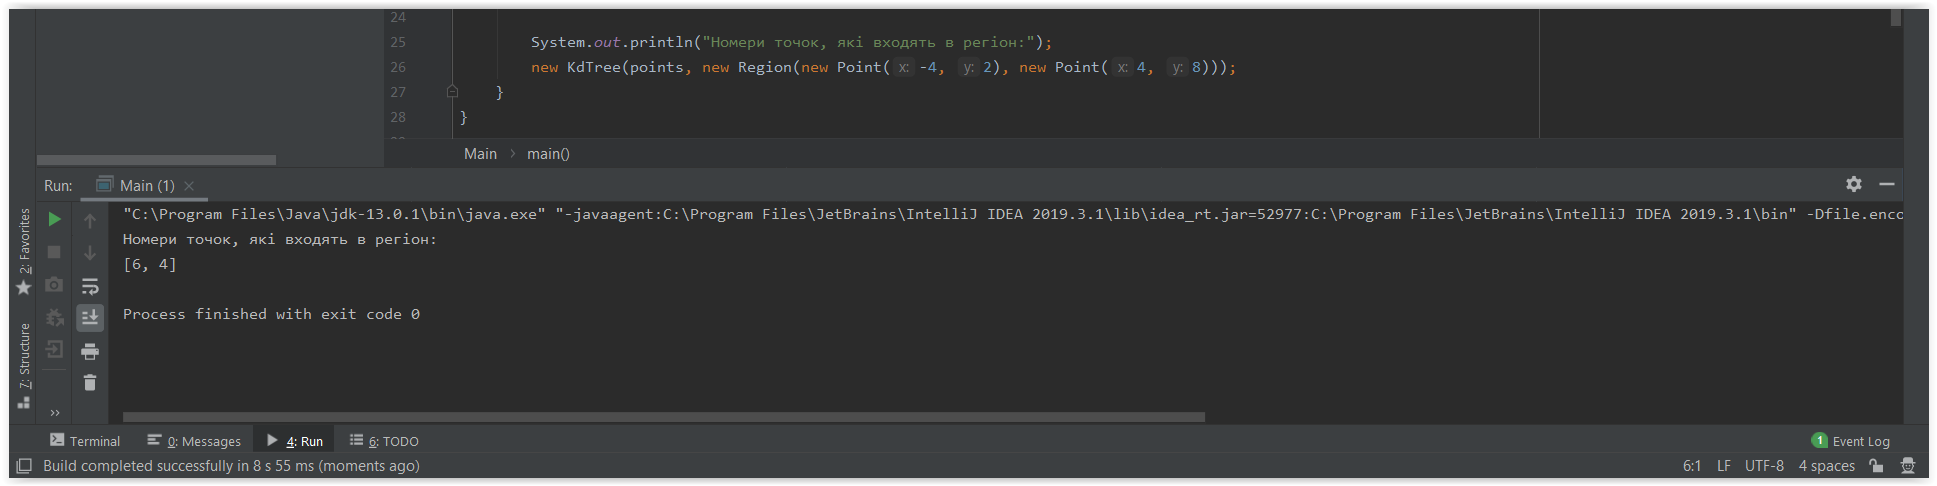 24
25 System.out.println("Номери точок, які входять в регіон:");
26 new KdTree(points, new Region(new Point( x: -4, y: 2), new Point( x: 4, y: 8)));
27 }
28 }
Main > main()
Run: Main (1) ×
"C:\Program Files\Java\jdk-13.0.1\bin\java.exe" "-javaagent:C:\Program Files\JetBrains\IntelliJ IDEA 2019.3.1\lib\idea_rt.jar=52977:C:\Program Files\JetBrains\IntelliJ IDEA 2019.3.1\bin" -Dfile.enco
Номери точок, які входять в регіон:
[6, 4]
Process finished with exit code 0
2: Favorites
7: Structure
»
Terminal 0: Messages 4: Run 6: TODO 1 Event Log
Build completed successfully in 8 s 55 ms (moments ago) 6:1 LF UTF-8 4 spaces